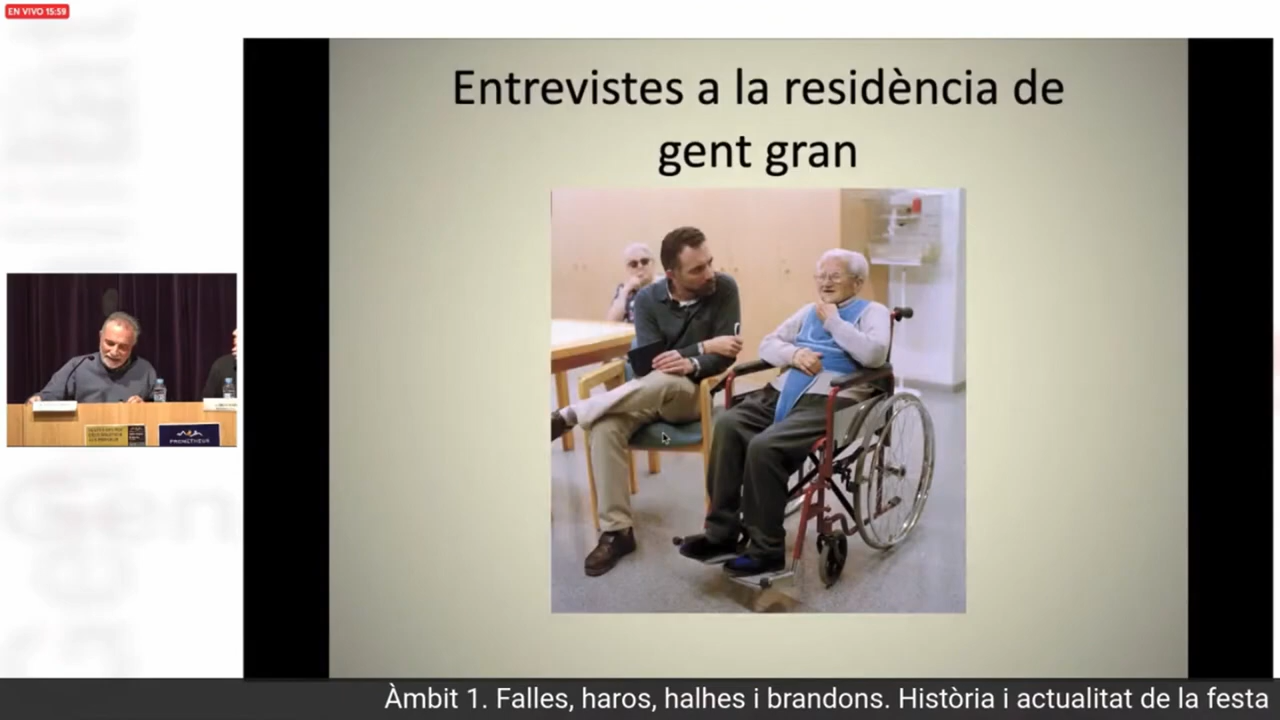 EN VIVO 15:59
Entrevistes a la residència de
gent gran
PROMETHEUS
Àmbit 1. Falles, haros, halhes i brandons. Història i actualitat de la festa